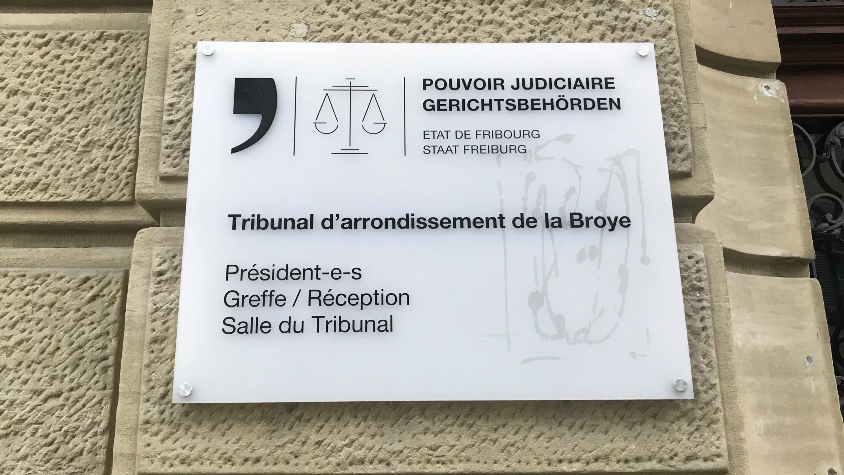 POUVOIR JUDICIAIRE
GERICHTSBEHÖRDEN
ETAT DE FRIBOURG
STAAT FREIBURG
Tribunal d'arrondissement de la Broye
Président-e-s
Greffe / Réception
Salle du Tribunal